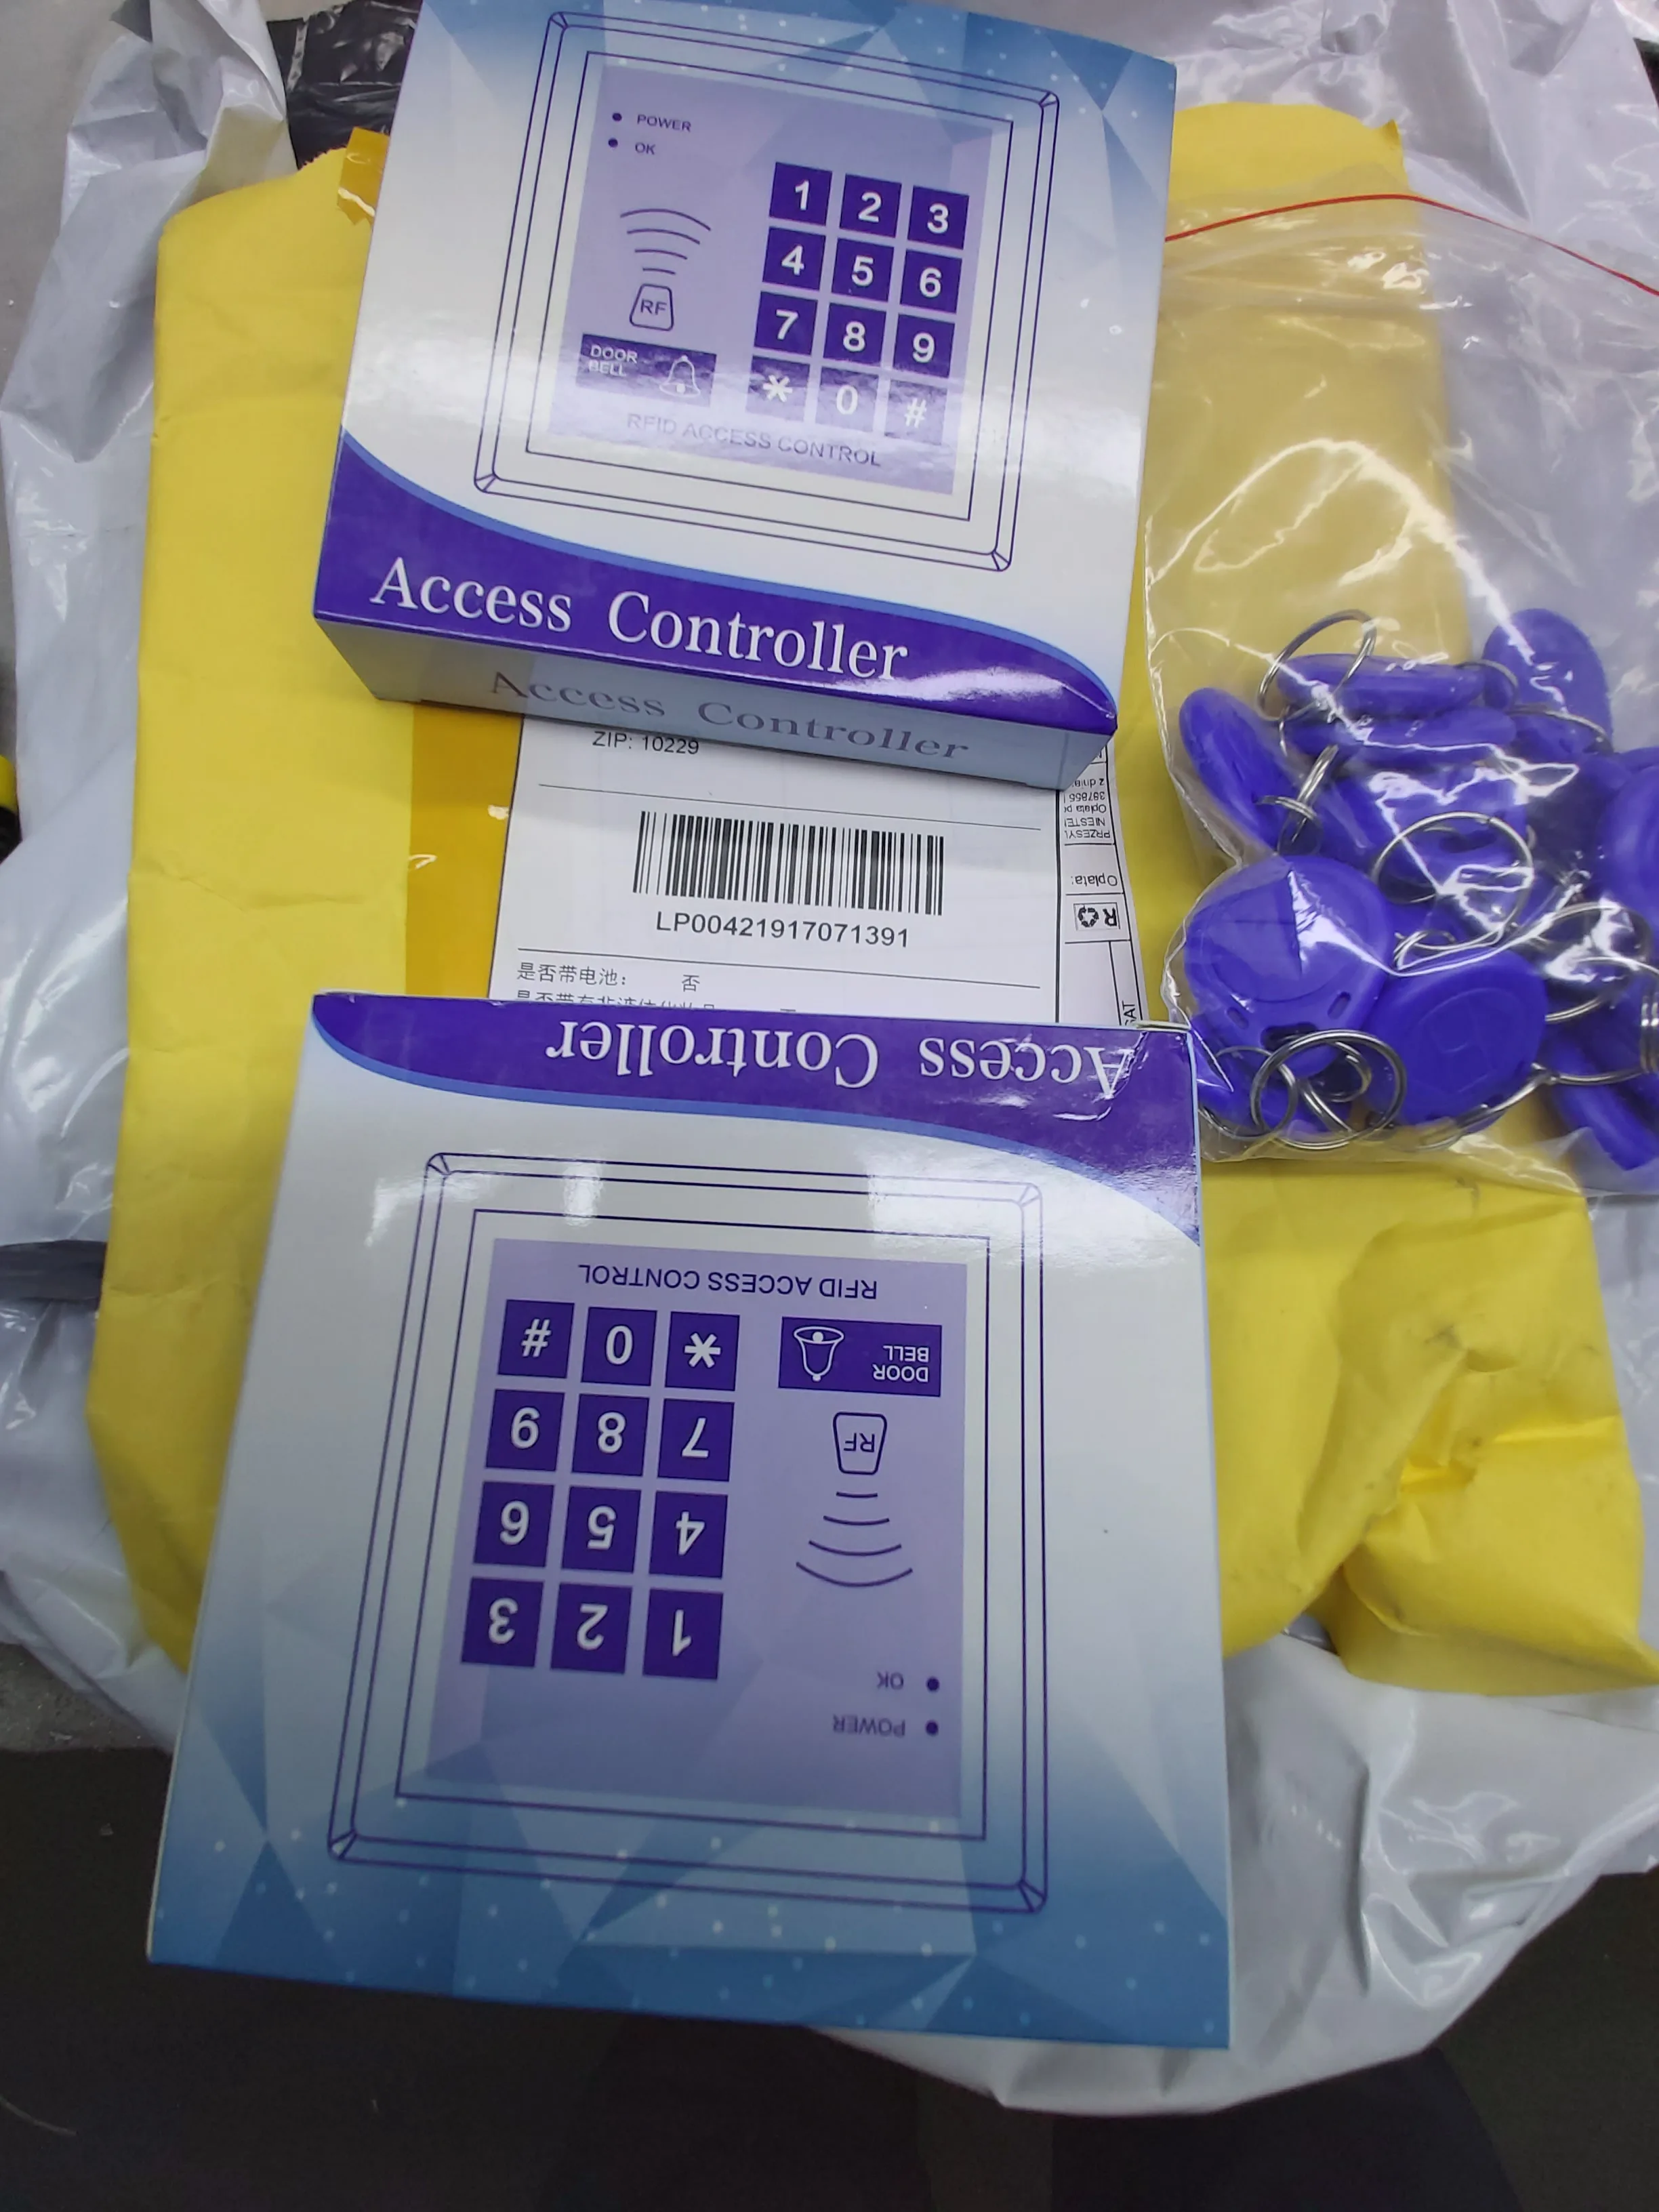 POWER
OK
1 2 3
4 5 6
7 8 9
* 0 #
RF
DOOR
BELL
RFID ACCESS CONTROL
Access Controller
Access Controller
ZIP: 10229
LP00421917071391
是否带电池： 否
Opłata:
R
Access Controller
RFID ACCESS CONTROL
DOOR
BELL
RF
1 2 3
4 5 6
7 8 9
* 0 #
OK
POWER